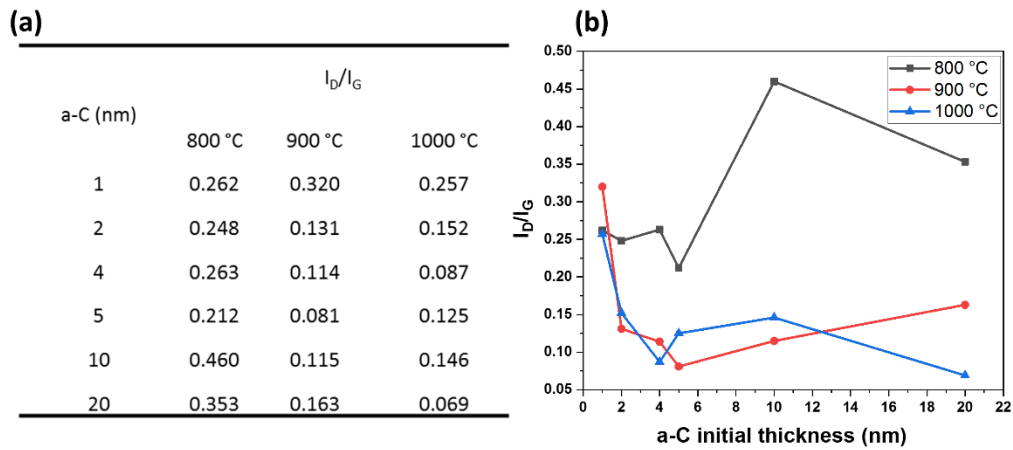 (a)
I_D/I_G
a-C (nm)
800 °C 900 °C 1000 °C
1 0.262 0.320 0.257
2 0.248 0.131 0.152
4 0.263 0.114 0.087
5 0.212 0.081 0.125
10 0.460 0.115 0.146
20 0.353 0.163 0.069
(b)
0.50
0.45
0.40
0.35
0.30
0.25
0.20
0.15
0.10
0.05
I_D/I_G
800 °C
900 °C
1000 °C
0 2 4 6 8 10 12 14 16 18 20 22
a-C initial thickness (nm)